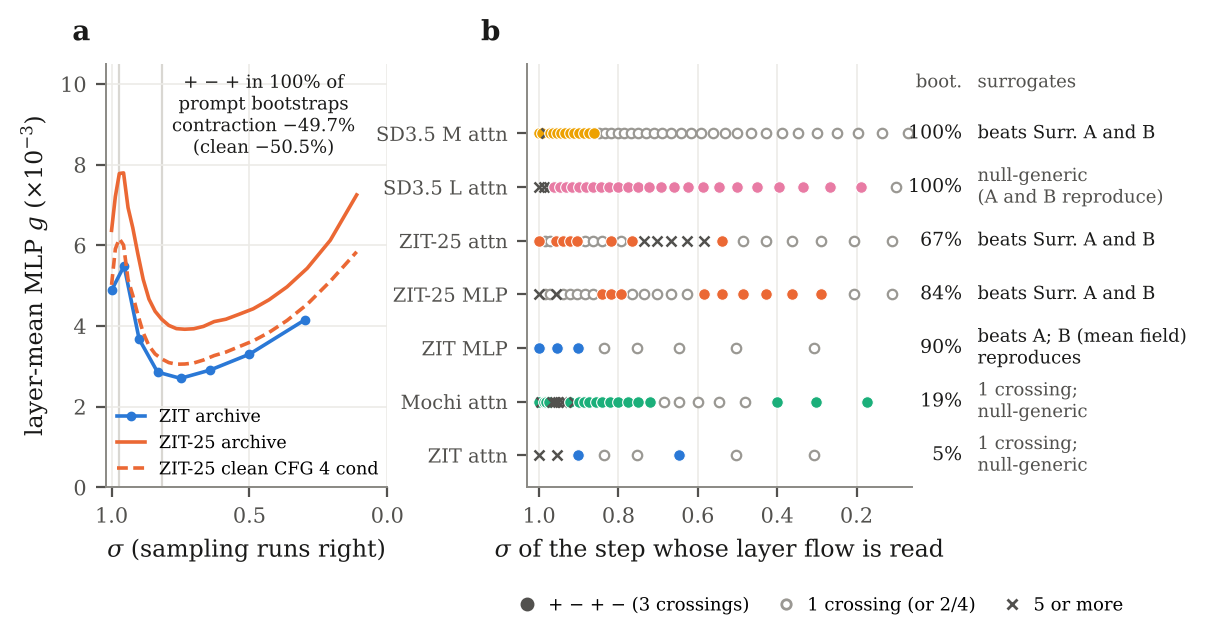 a
+ − + in 100% of
prompt bootstraps
contraction −49.7%
(clean −50.5%)
layer-mean MLP g (×10⁻³)
10
8
6
4
2
0
ZIT archive
ZIT-25 archive
ZIT-25 clean CFG 4 cond
1.0 0.5 0.0
σ (sampling runs right)
b
boot. surrogates
SD3.5 M attn 100% beats Surr. A and B
SD3.5 L attn 100% null-generic
(A and B reproduce)
ZIT-25 attn 67% beats Surr. A and B
ZIT-25 MLP 84% beats Surr. A and B
ZIT MLP 90% beats A; B (mean field)
reproduces
Mochi attn 19% 1 crossing;
null-generic
ZIT attn 5% 1 crossing;
null-generic
1.0 0.8 0.6 0.4 0.2
σ of the step whose layer flow is read
+ − + − (3 crossings) 1 crossing (or 2/4) 5 or more